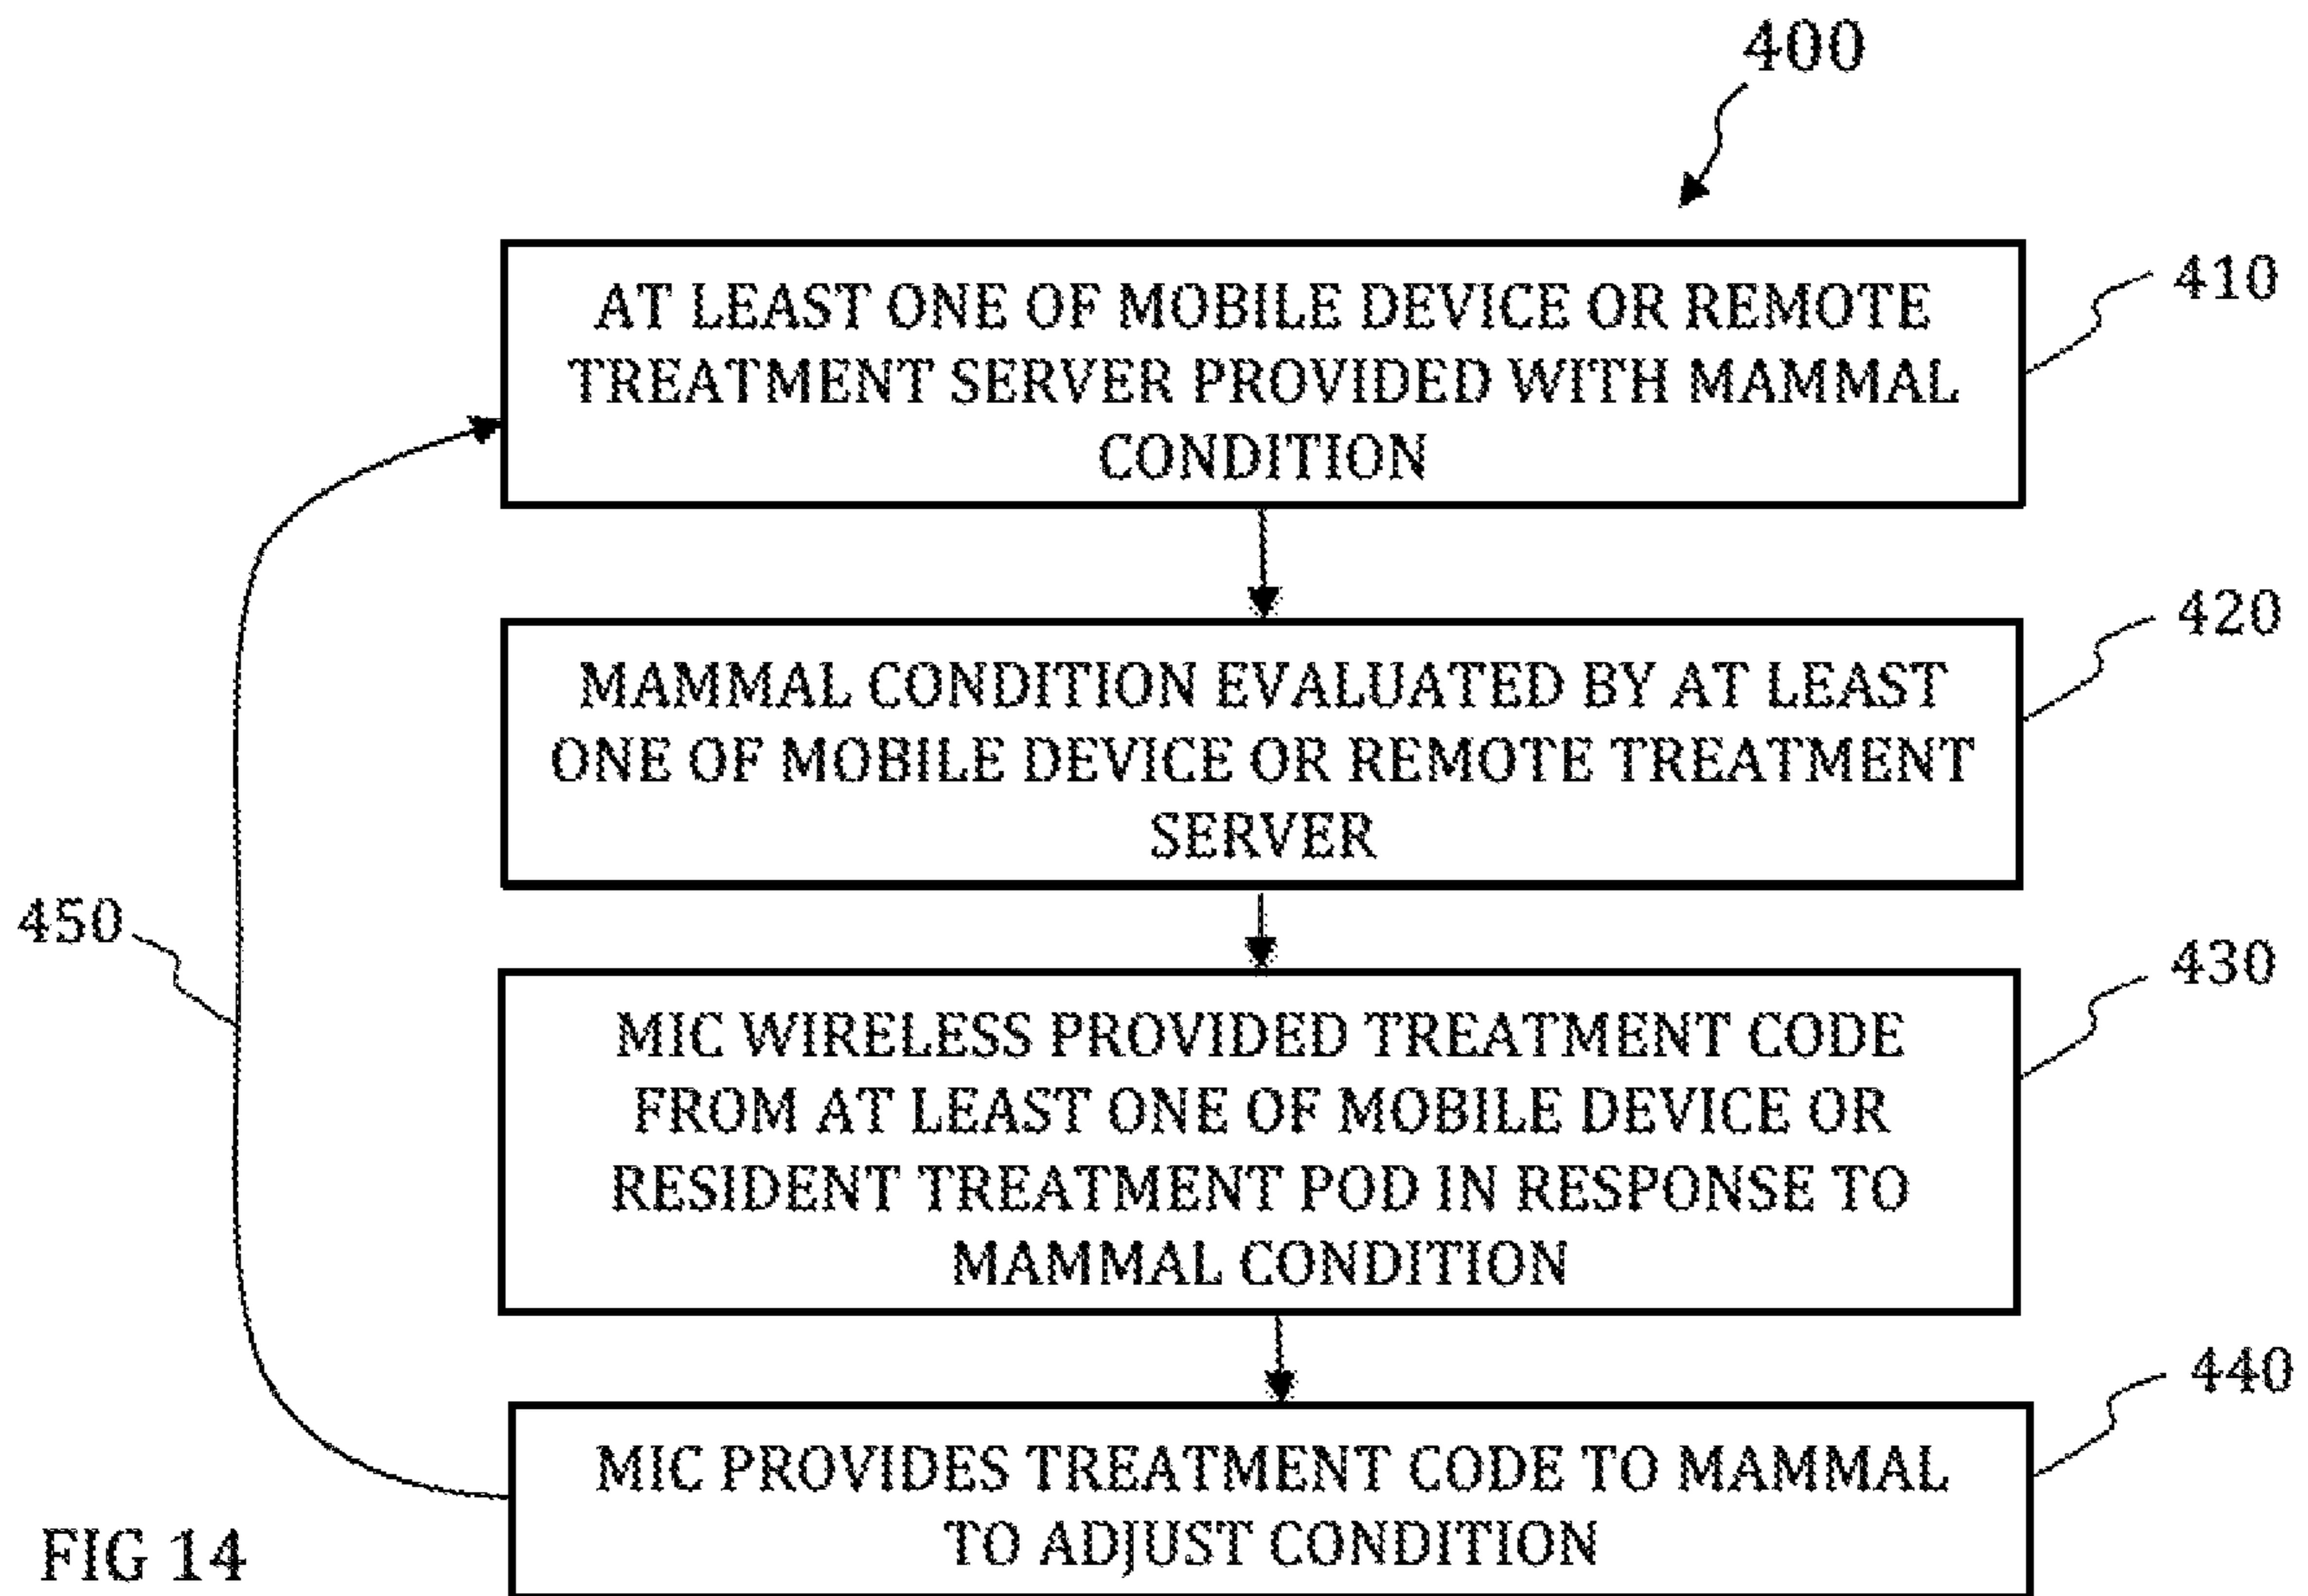 400
AT LEAST ONE OF MOBILE DEVICE OR REMOTE
TREATMENT SERVER PROVIDED WITH MAMMAL
CONDITION
410
MAMMAL CONDITION EVALUATED BY AT LEAST
ONE OF MOBILE DEVICE OR REMOTE TREATMENT
SERVER
420
450
MIC WIRELESS PROVIDED TREATMENT CODE
FROM AT LEAST ONE OF MOBILE DEVICE OR
RESIDENT TREATMENT POD IN RESPONSE TO
MAMMAL CONDITION
430
MIC PROVIDES TREATMENT CODE TO MAMMAL
TO ADJUST CONDITION
440
FIG 14